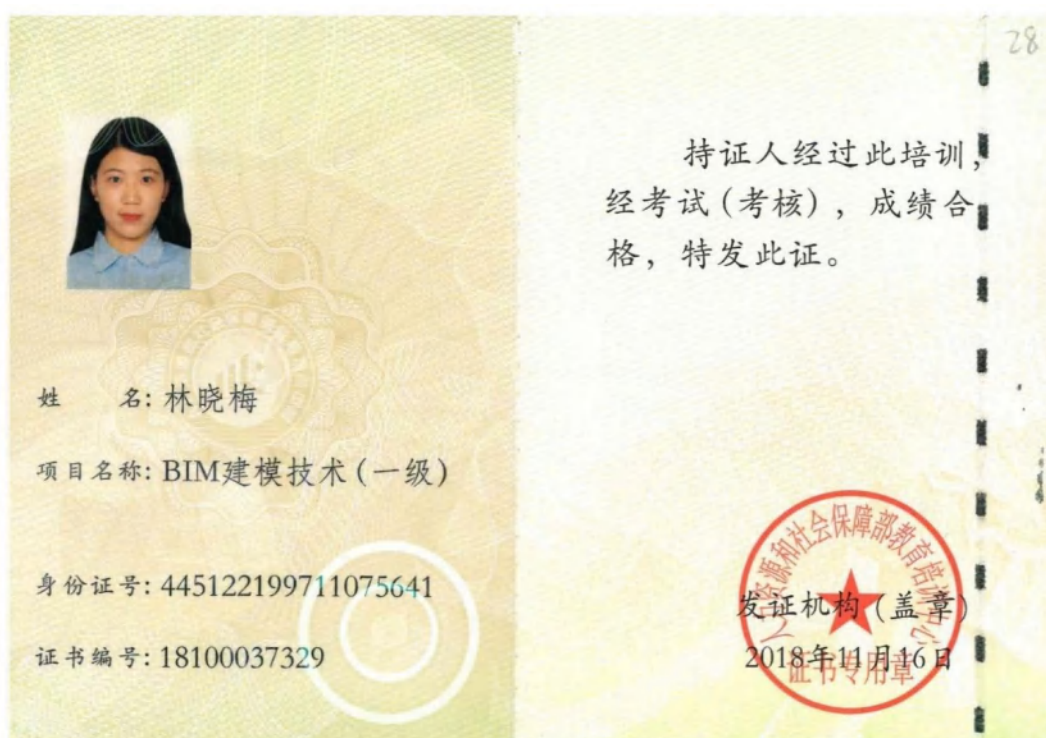 28
持证人经过此培训，
经考试（考核），成绩合
格，特发此证。
姓　　名：林晓梅
项目名称：BIM建模技术（一级）
身份证号：445122199711075641
证书编号：18100037329
人力资源和社会保障部教育培训中心
发证机构（盖章）
2018年11月16日
证书专用章